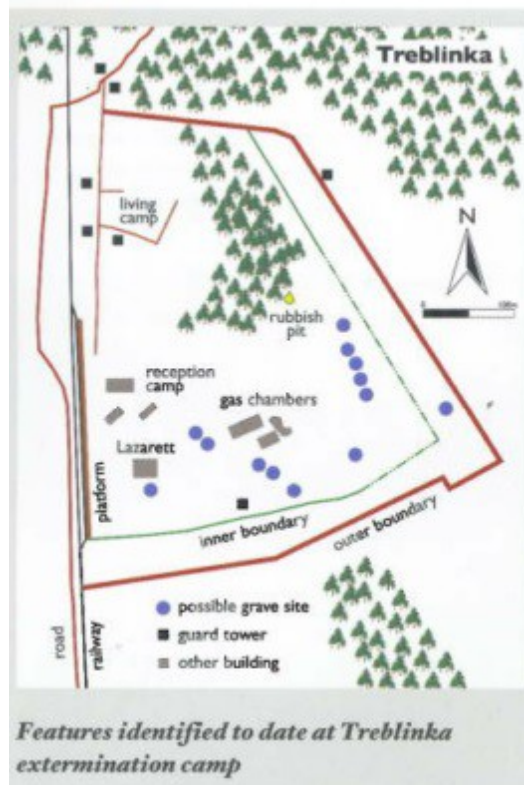 Treblinka
living
camp
N
rubbish
pit
0
reception
camp
gas chambers
Lazarett
platform
inner boundary
outer boundary
possible grave site
guard tower
other building
road
railway
Features identified to date at Treblinka
extermination camp